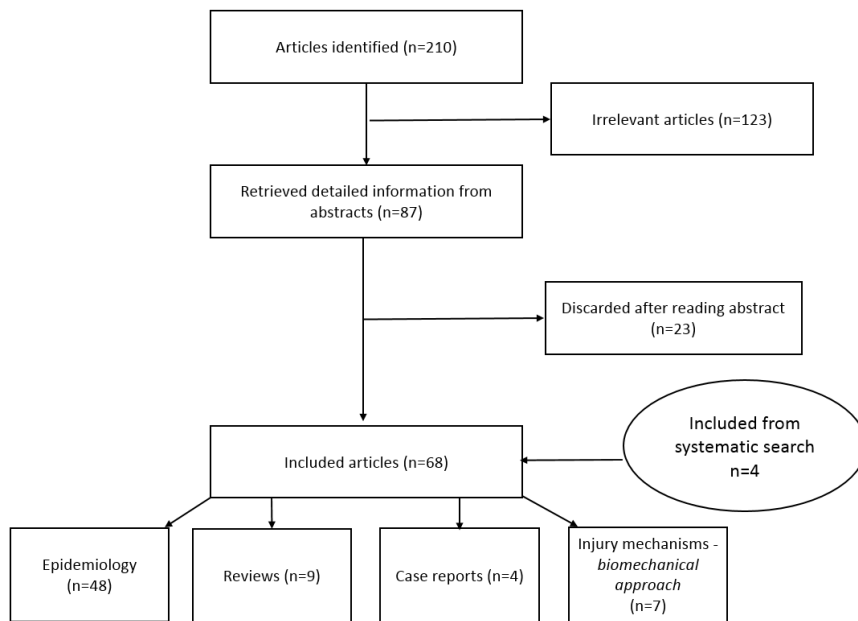 Articles identified (n=210)
Irrelevant articles (n=123)
Retrieved detailed information from
abstracts (n=87)
Discarded after reading abstract
(n=23)
Included from
systematic search
n=4
Included articles (n=68)
Epidemiology
(n=48)
Reviews (n=9)
Case reports (n=4)
Injury mechanisms -
biomechanical
approach
(n=7)